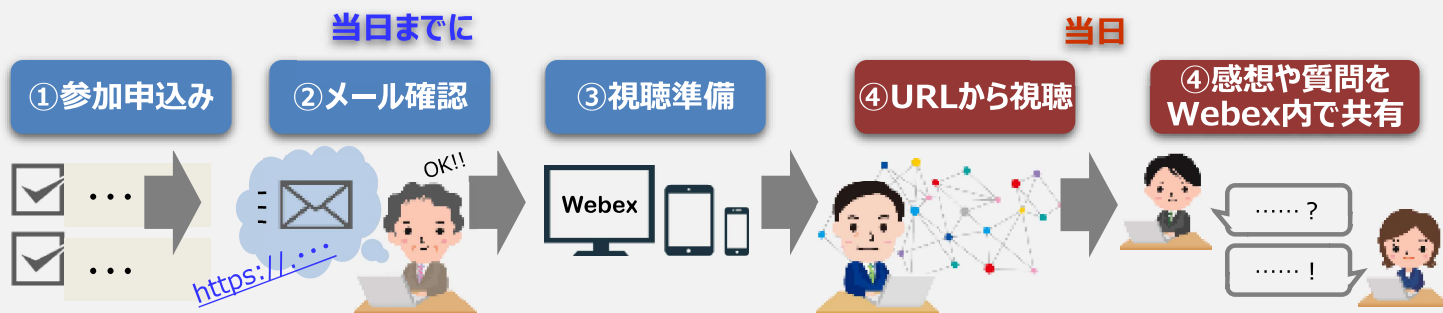 当日までに
当日
①参加申込み
②メール確認
③視聴準備
④URLから視聴
④感想や質問を
Webex内で共有
・・・
・・・
OK!!
https://.・・・
Webex
……？
……！